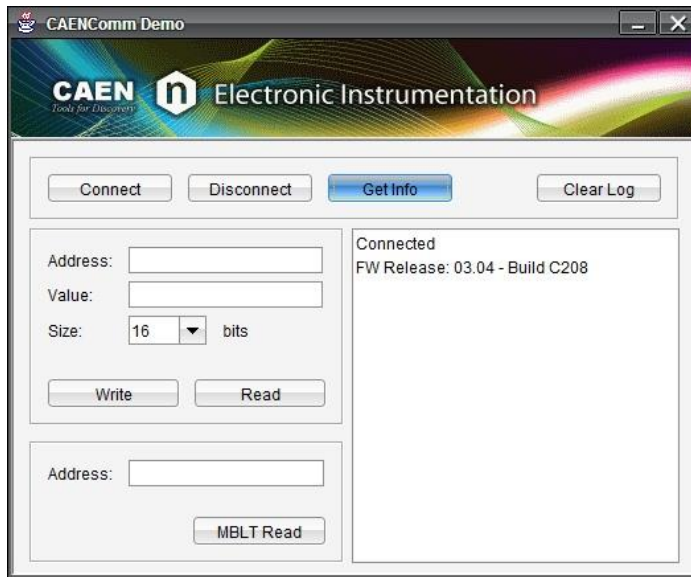 CAENComm Demo
CAEN n Electronic Instrumentation
Tools for Discovery
Connect Disconnect Get Info Clear Log
Address:
Value:
Size: 16 bits
Write Read
Address:
MBLT Read
Connected
FW Release: 03.04 - Build C208